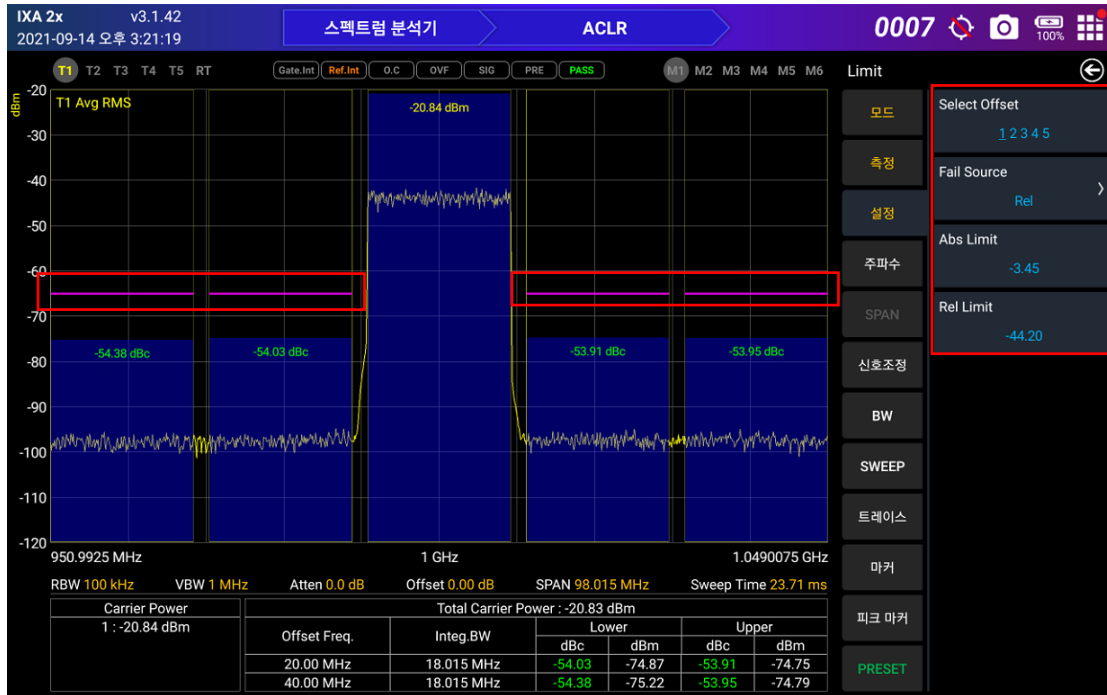 IXA 2x v3.1.42
2021-09-14 오후 3:21:19
스펙트럼 분석기
ACLR
0007
100%
T1 T2 T3 T4 T5 RT
Gate.Int Ref.Int O.C OVF SIG PRE PASS
M1 M2 M3 M4 M5 M6
Limit
dBm
-20
-30
-40
-50
-60
-70
-80
-90
-100
-110
-120
T1 Avg RMS
-20.84 dBm
-54.38 dBc
-54.03 dBc
-53.91 dBc
-53.95 dBc
950.9925 MHz 1 GHz 1.0490075 GHz
RBW 100 kHz VBW 1 MHz Atten 0.0 dB Offset 0.00 dB SPAN 98.015 MHz Sweep Time 23.71 ms
Carrier Power
1 : -20.84 dBm
Total Carrier Power : -20.83 dBm
Offset Freq. Integ.BW Lower Upper
dBc dBm dBc dBm
20.00 MHz 18.015 MHz -54.03 -74.87 -53.91 -74.75
40.00 MHz 18.015 MHz -54.38 -75.22 -53.95 -74.79
모드
측정
설정
주파수
SPAN
신호조정
BW
SWEEP
트레이스
마커
피크 마커
PRESET
Select Offset
1 2 3 4 5
Fail Source
Rel
Abs Limit
-3.45
Rel Limit
-44.20